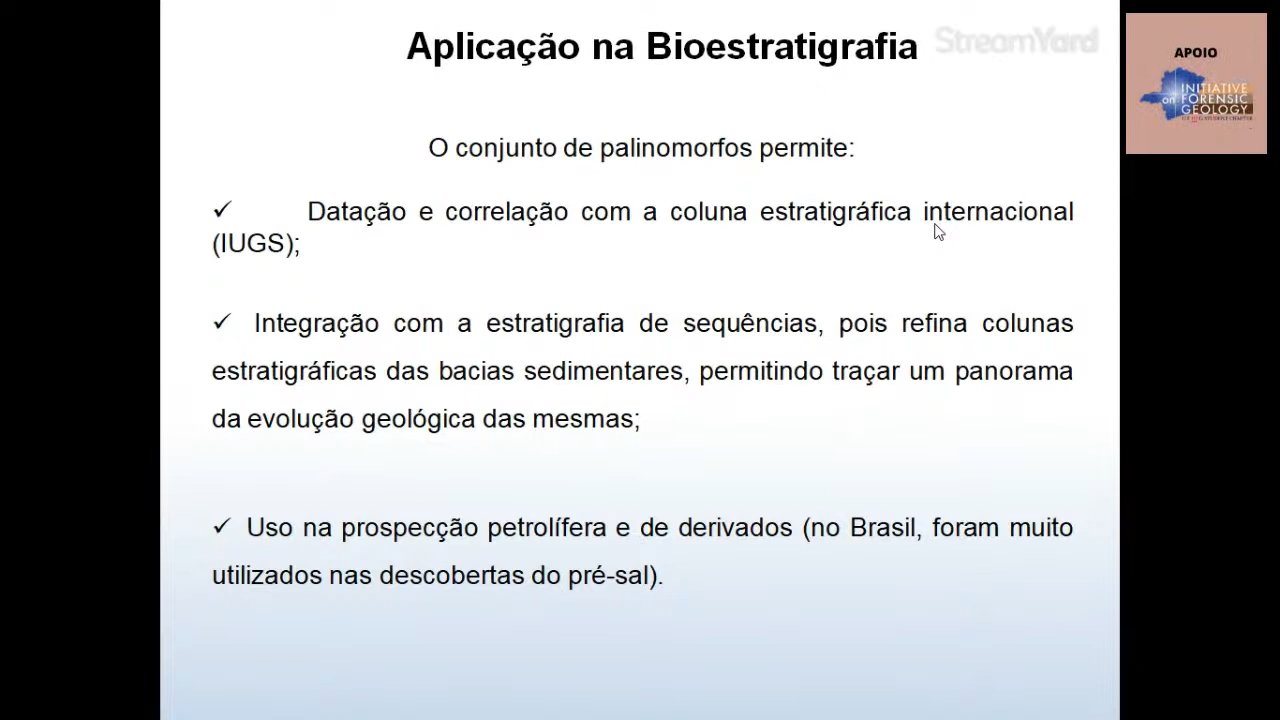 Aplicação na Bioestratigrafia
StreamYard
APOIO
INITIATIVE
on FORENSIC
GEOLOGY
O conjunto de palinomorfos permite:
✓ Datação e correlação com a coluna estratigráfica internacional
(IUGS);
✓ Integração com a estratigrafia de sequências, pois refina colunas
estratigráficas das bacias sedimentares, permitindo traçar um panorama
da evolução geológica das mesmas;
✓ Uso na prospecção petrolífera e de derivados (no Brasil, foram muito
utilizados nas descobertas do pré-sal).